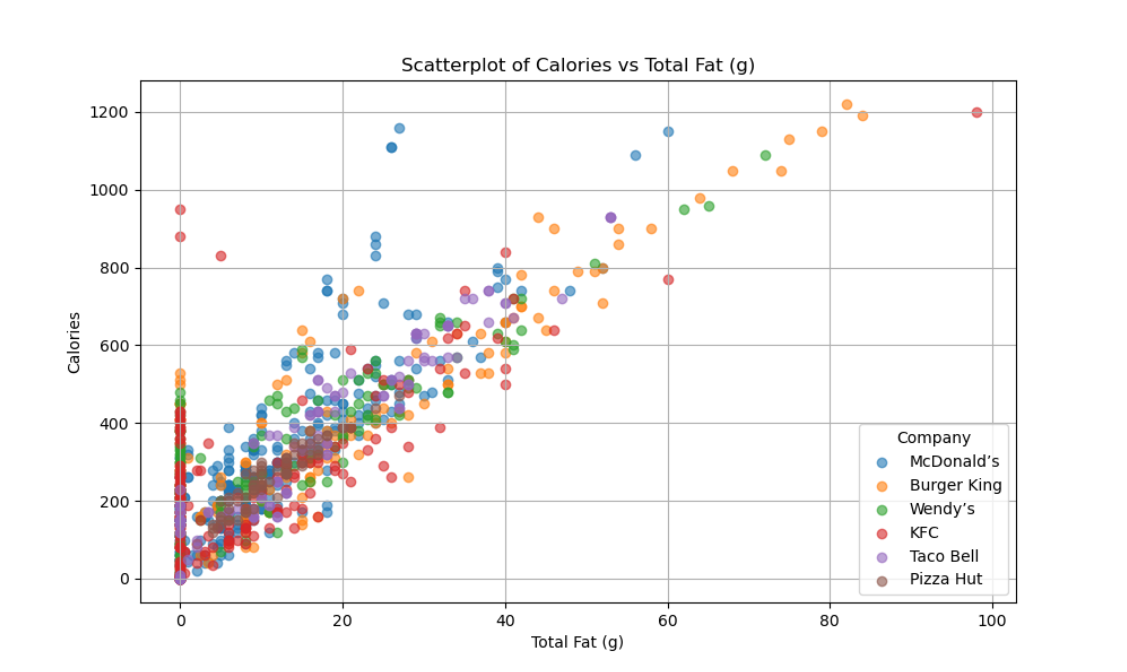 Scatterplot of Calories vs Total Fat (g)
1200
1000
800
600
400
200
0
Calories
0 20 40 60 80 100
Total Fat (g)
Company
McDonald’s
Burger King
Wendy’s
KFC
Taco Bell
Pizza Hut